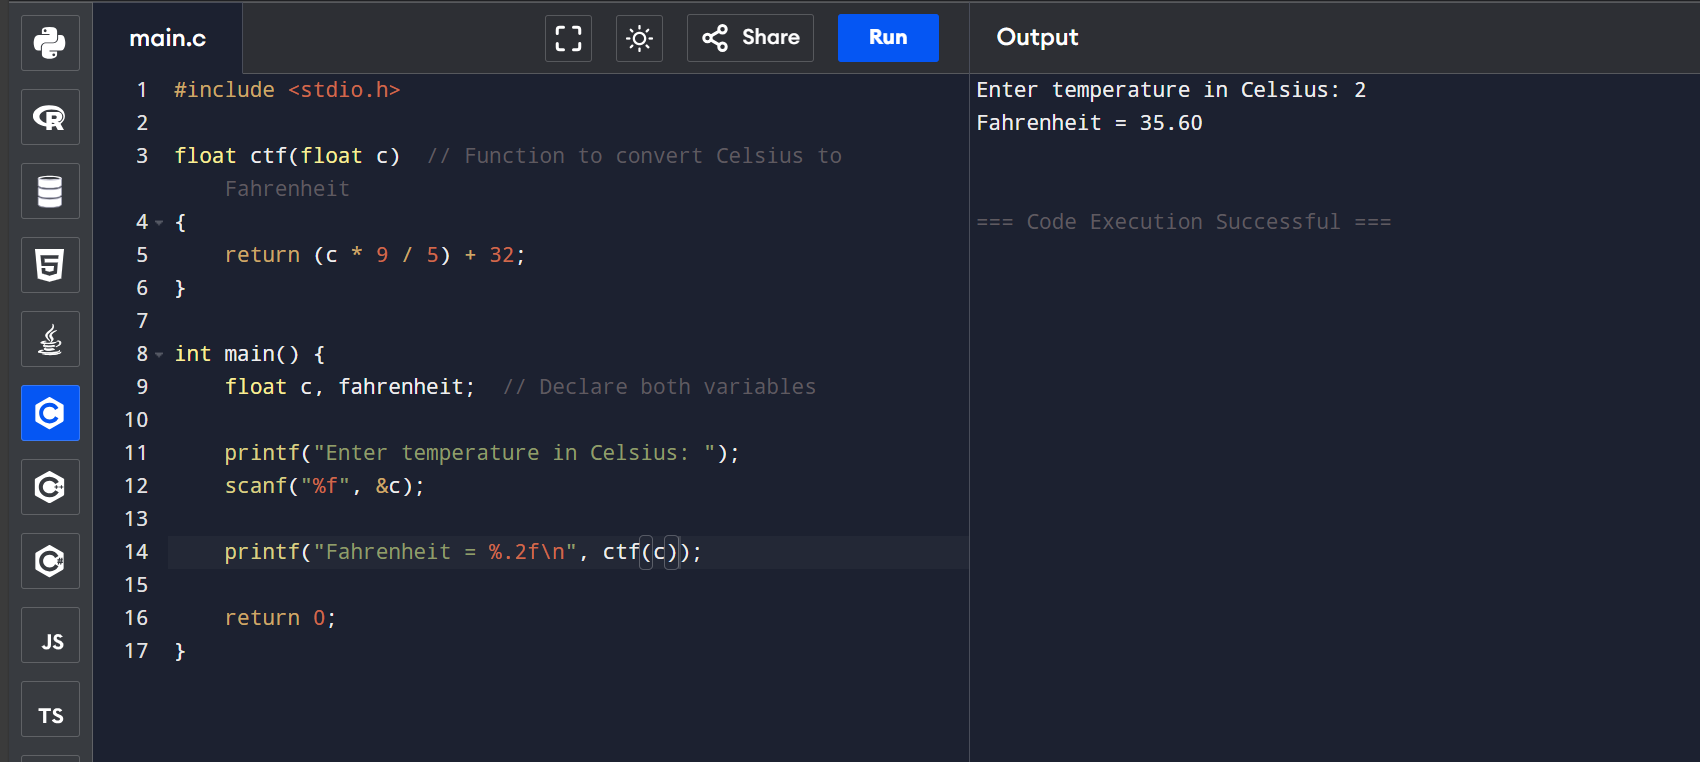 main.c
Share
Run
Output
1 #include <stdio.h>
2
3 float ctf(float c)  // Function to convert Celsius to
Fahrenheit
4 {
5     return (c * 9 / 5) + 32;
6 }
7
8 int main() {
9     float c, fahrenheit;  // Declare both variables
10
11     printf("Enter temperature in Celsius: ");
12     scanf("%f", &c);
13
14     printf("Fahrenheit = %.2f\n", ctf(c));
15
16     return 0;
17 }
Enter temperature in Celsius: 2
Fahrenheit = 35.60
=== Code Execution Successful ===
R
5
C
C++
C#
JS
TS